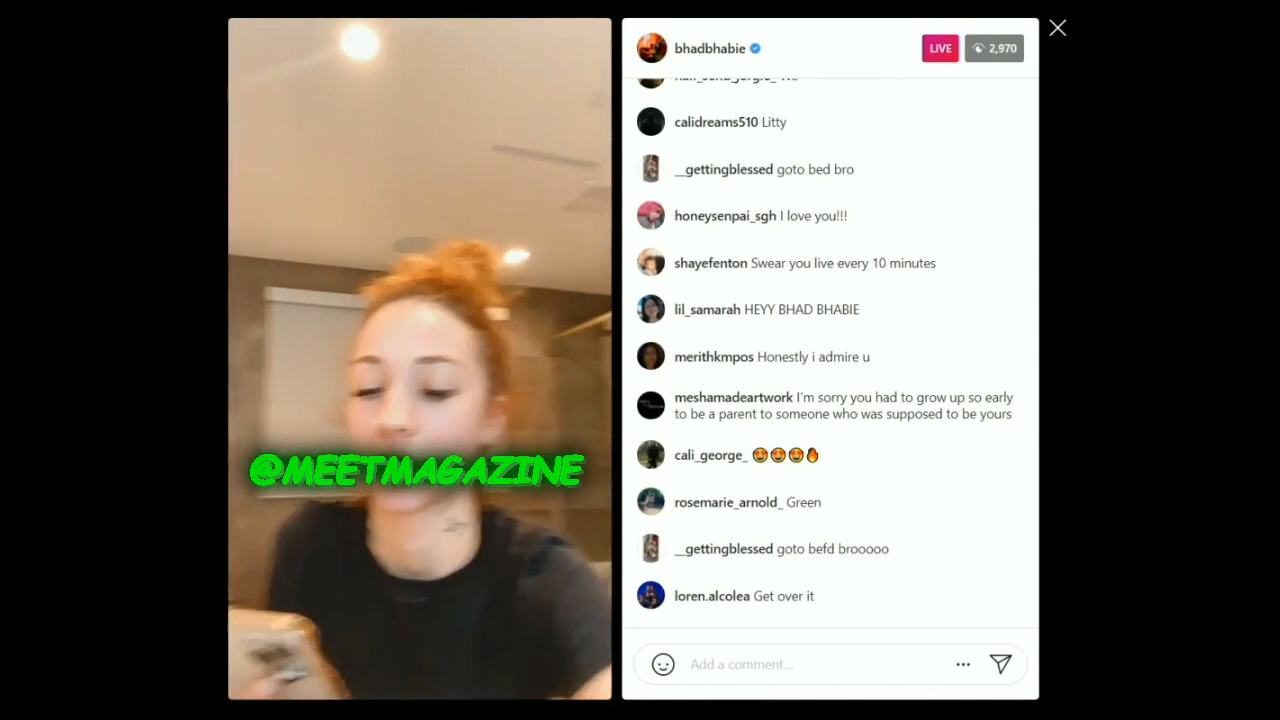 bhadbhabie
LIVE
2,970
calidreams510 Litty
__gettingblessed goto bed bro
honeysenpai_sgh I love you!!!
shayefenton Swear you live every 10 minutes
lil_samarah HEYY BHAD BHABIE
merithkmpos Honestly i admire u
meshamadeartwork I'm sorry you had to grow up so early
to be a parent to someone who was supposed to be yours
cali_george_ 😍😍😍🔥
@MEETMAGAZINE
rosemarie_arnold_ Green
__gettingblessed goto befd brooooo
loren.alcolea Get over it
Add a comment...